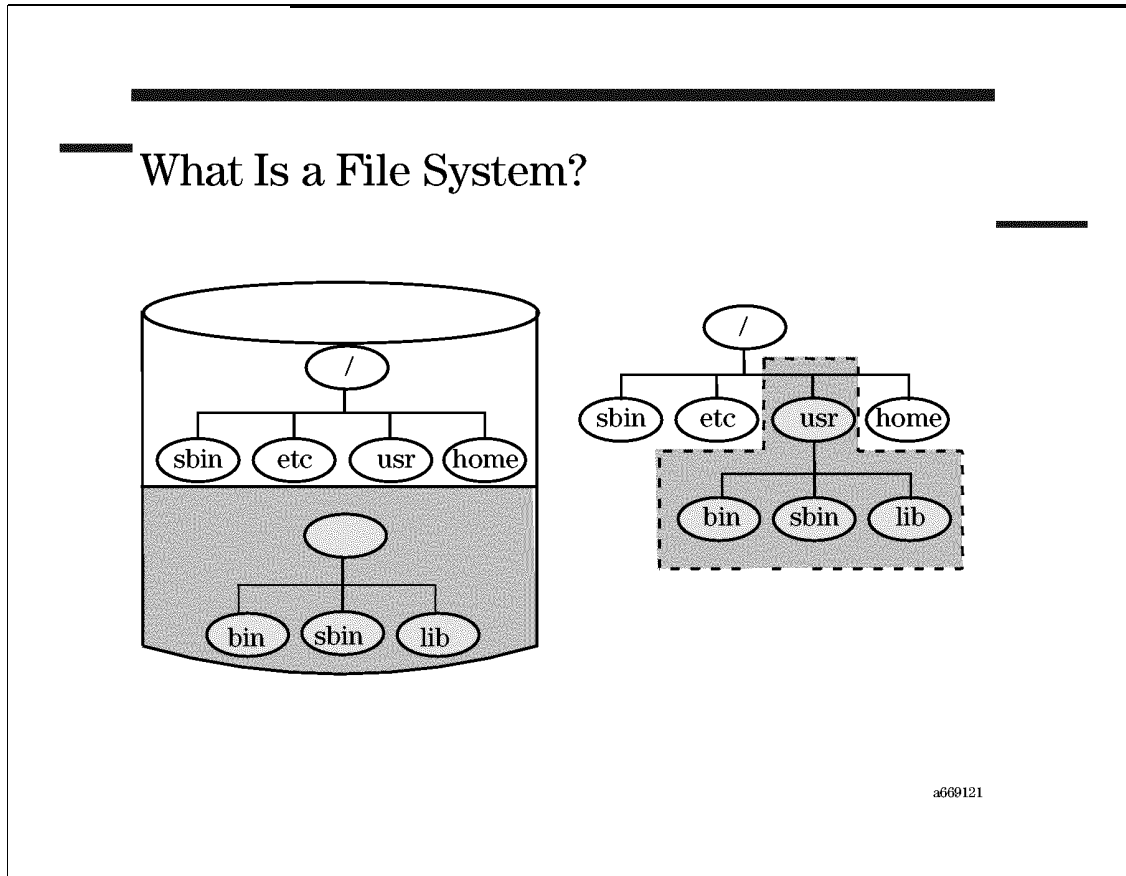 What Is a File System?
/
sbin etc usr home
bin sbin lib
/
sbin etc usr home
bin sbin lib
a669121